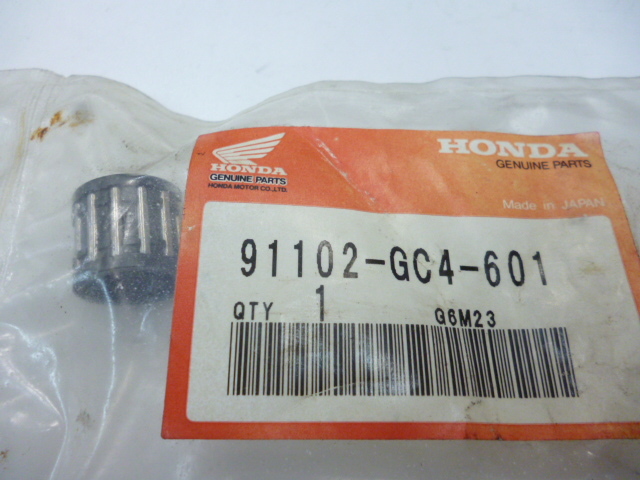 HONDA
GENUINE PARTS
HONDA MOTOR CO., LTD.
HONDA
GENUINE PARTS
Made in JAPAN
91102-GC4-601
QTY 1 G6M23